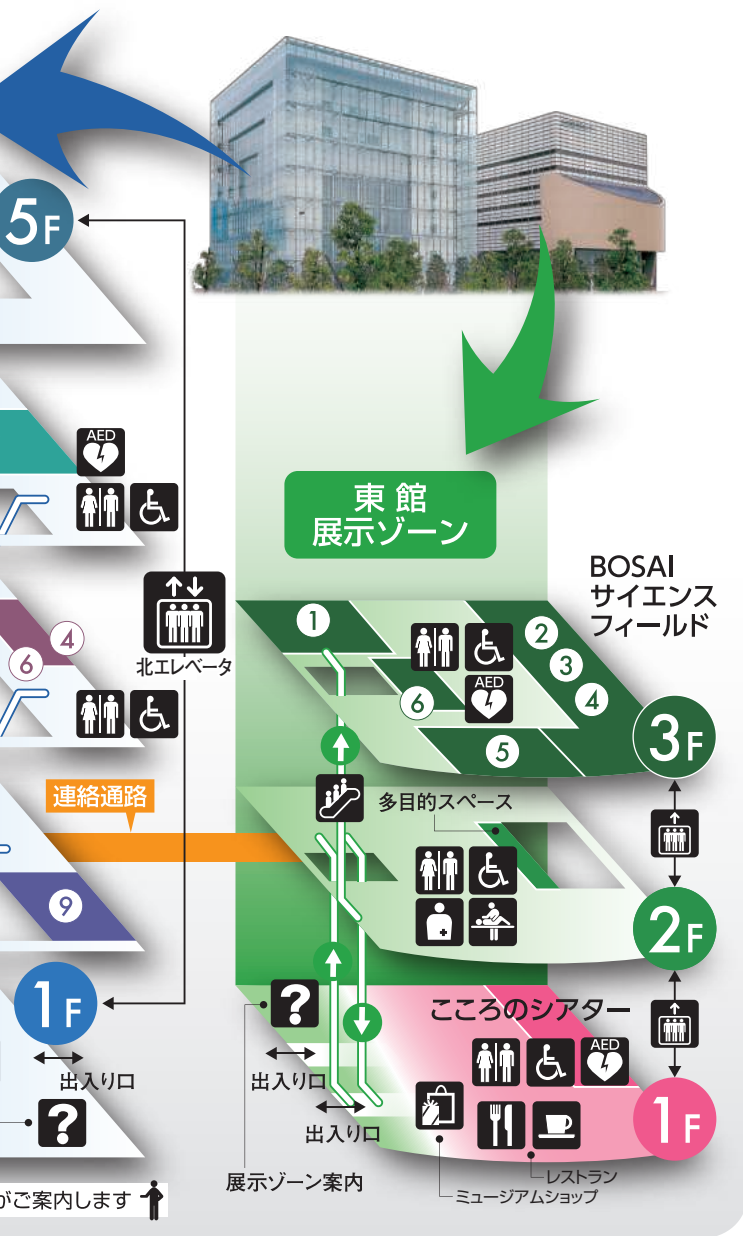 5F
AED
東館
展示ゾーン
BOSAI
サイエンス
フィールド
1
2
3
4
4
6
北エレベータ
AED
6
5
3F
連絡通路
多目的スペース
9
2F
1F
?
こころのシアター
出入り口
出入り口
AED
?
出入り口
1F
展示ゾーン案内
レストラン
ミュージアムショップ
がご案内します